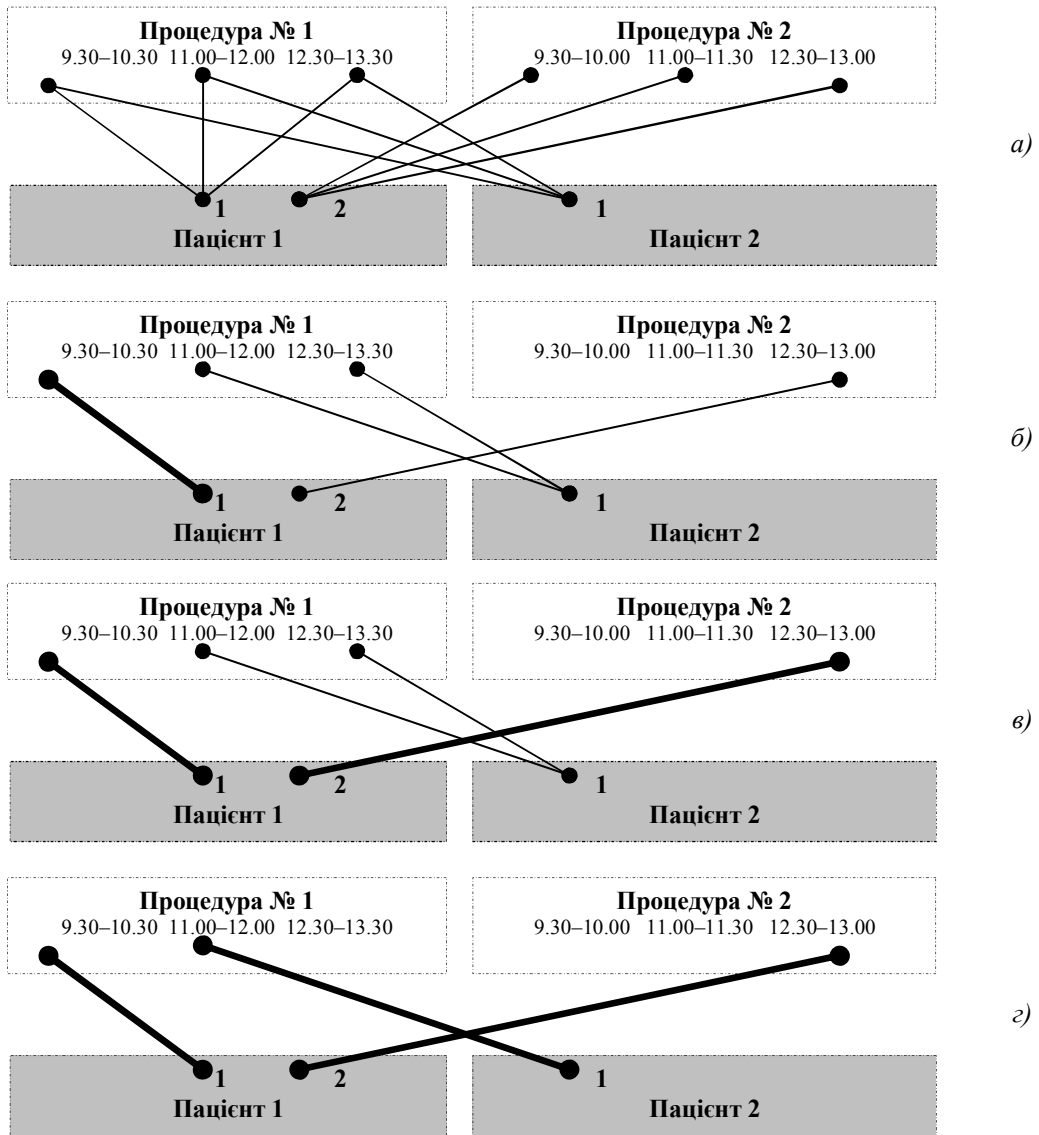 Процедура № 1 Процедура № 2
9.30–10.30 11.00–12.00 12.30–13.30 9.30–10.00 11.00–11.30 12.30–13.00
а)
1 2 1
Пацієнт 1 Пацієнт 2
Процедура № 1 Процедура № 2
9.30–10.30 11.00–12.00 12.30–13.30 9.30–10.00 11.00–11.30 12.30–13.00
б)
1 2 1
Пацієнт 1 Пацієнт 2
Процедура № 1 Процедура № 2
9.30–10.30 11.00–12.00 12.30–13.30 9.30–10.00 11.00–11.30 12.30–13.00
в)
1 2 1
Пацієнт 1 Пацієнт 2
Процедура № 1 Процедура № 2
9.30–10.30 11.00–12.00 12.30–13.30 9.30–10.00 11.00–11.30 12.30–13.00
г)
1 2 1
Пацієнт 1 Пацієнт 2